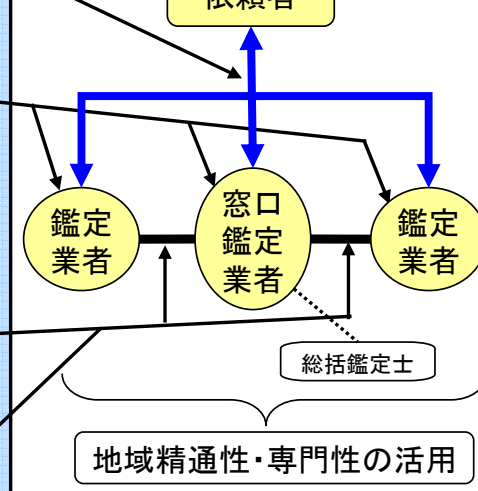 依頼者
鑑定
業者
窓口
鑑定
業者
鑑定
業者
総括鑑定士
地域精通性・専門性の活用